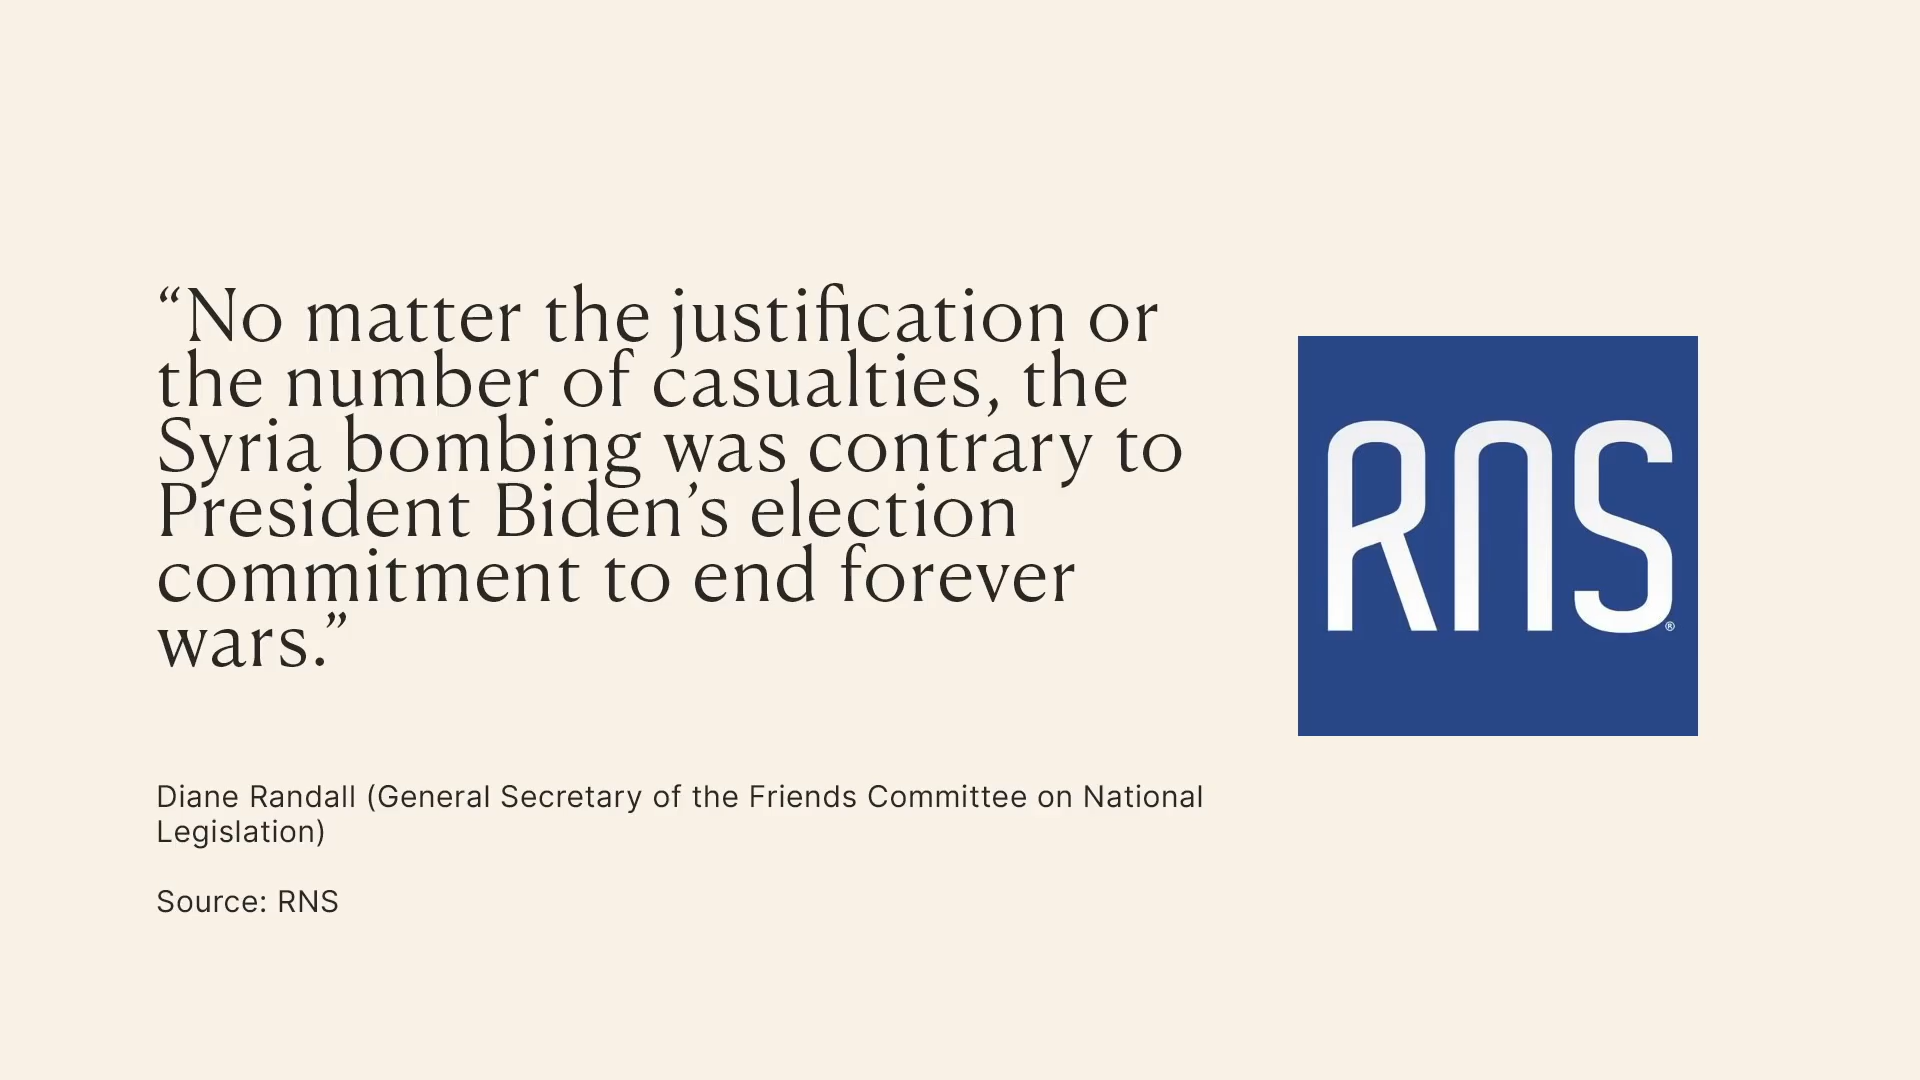 “No matter the justification or
the number of casualties, the
Syria bombing was contrary to
President Biden’s election
commitment to end forever
wars.”
Diane Randall (General Secretary of the Friends Committee on National
Legislation)
Source: RNS
RNS®